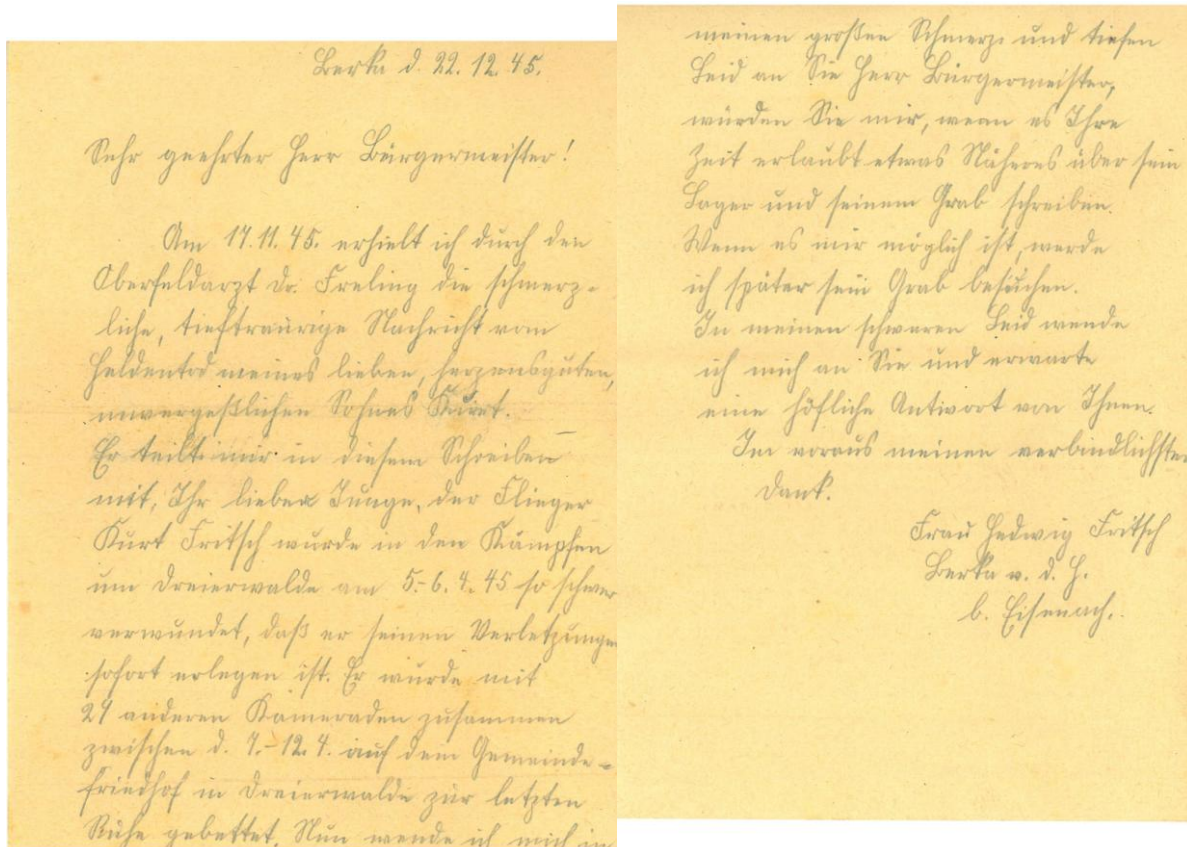 Berka d. 22.12.45.
Sehr geehrter Herr Bürgermeister!
Am 17.11.45. erhielt ich durch den
Oberfeldarzt Dr. Freling die schmerz-
liche, tieftraurige Nachricht vom
Heldentod meines lieben, herzensguten,
unvergeßlichen Sohnes Kurt.
Er teilt mir in diesem Schreiben
mit, Ihr lieber Junge, der Flieger
Kurt Fritsch wurde in den Kämpfen
um Dreierwalde am 5.-6.4.45 so schwer
verwundet, daß er seinen Verletzungen
sofort erlegen ist. Er wurde mit
24 anderen Kameraden zusammen
zwischen d. 7.-12.4. auf dem Gemeinde-
friedhof in Dreierwalde zur letzten
Ruhe gebettet. Nun wende ich mich in
meinen großen Schmerz und tiefen
Leid an Sie Herr Bürgermeister,
würden Sie mir, wenn es Ihre
Zeit erlaubt etwas Näheres über sein
Lager und seinem Grab schreiben.
Wenn es mir möglich ist, werde
ich später sein Grab besuchen.
In meinen schweren Leid wende
ich mich an Sie und erwarte
eine höfliche Antwort von Ihnen.
Im voraus meinen verbindlichsten
Dank.
Frau Hedwig Fritsch
Berka v. d. H.
b. Eisenach.